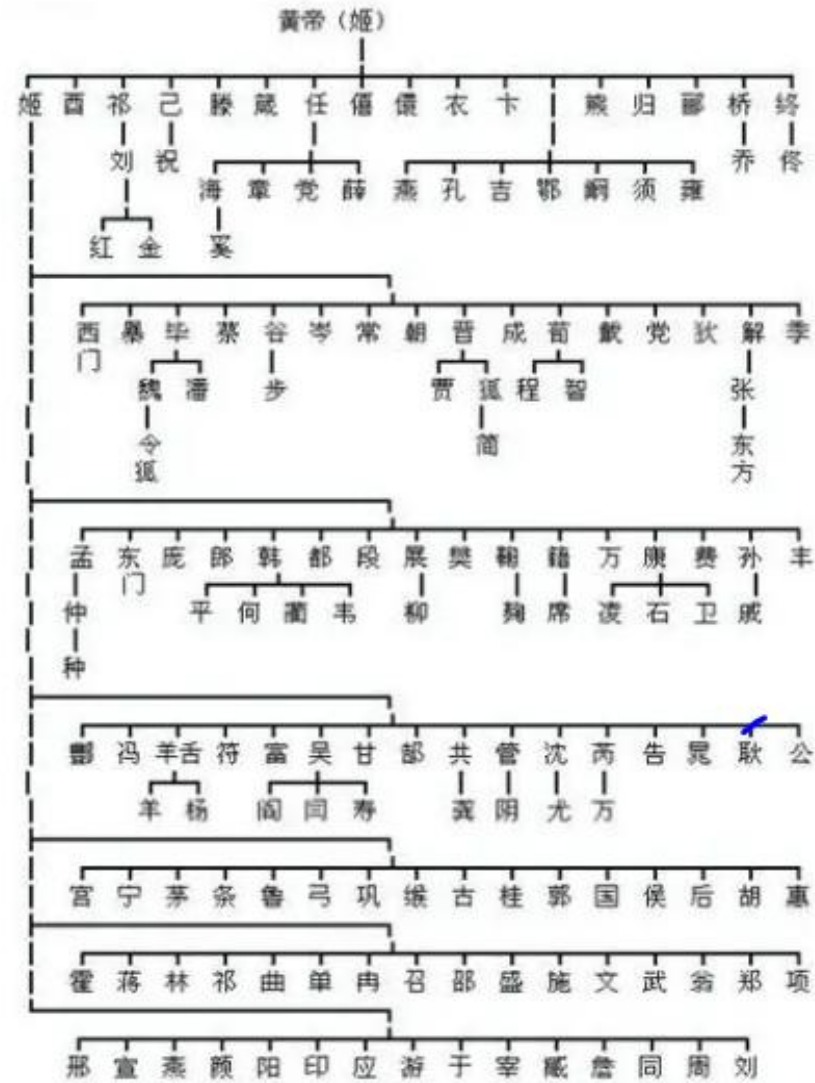 黄帝（姬）
姬 酉 祁 己 滕 葴 任 僖 儇 衣 卞 熊 归 郦 桥 终
刘 祝 海 章 党 薛 燕 孔 吉 鄂 嗣 须 雍 乔 佟
红 金 奚
西门 暴 毕 蔡 谷 岑 常 朝 晋 成 荀 党 狄 解 季
魏 潘 步 贾 狐 程 智 张
令狐 简 东方
孟 东门 庞 郎 韩 都 段 展 樊 鞠 籍 万 康 费 孙 丰
仲 平 何 蔺 韦 柳 麹 席 凌 石 卫 戚
种
酆 冯 羊舌 符 富 吴 甘 郜 共 管 沈 芮 告 晁 耿 公
羊 杨 阎 闫 寿 龚 阴 尤 万
宫 宁 茅 条 鲁 弓 巩 缑 古 桂 郭 国 侯 后 胡 惠
霍 蒋 林 祁 曲 单 冉 召 邵 盛 施 文 武 翁 郑 项
邢 宣 燕 颜 阳 印 应 游 于 宰 臧 詹 同 周 刘